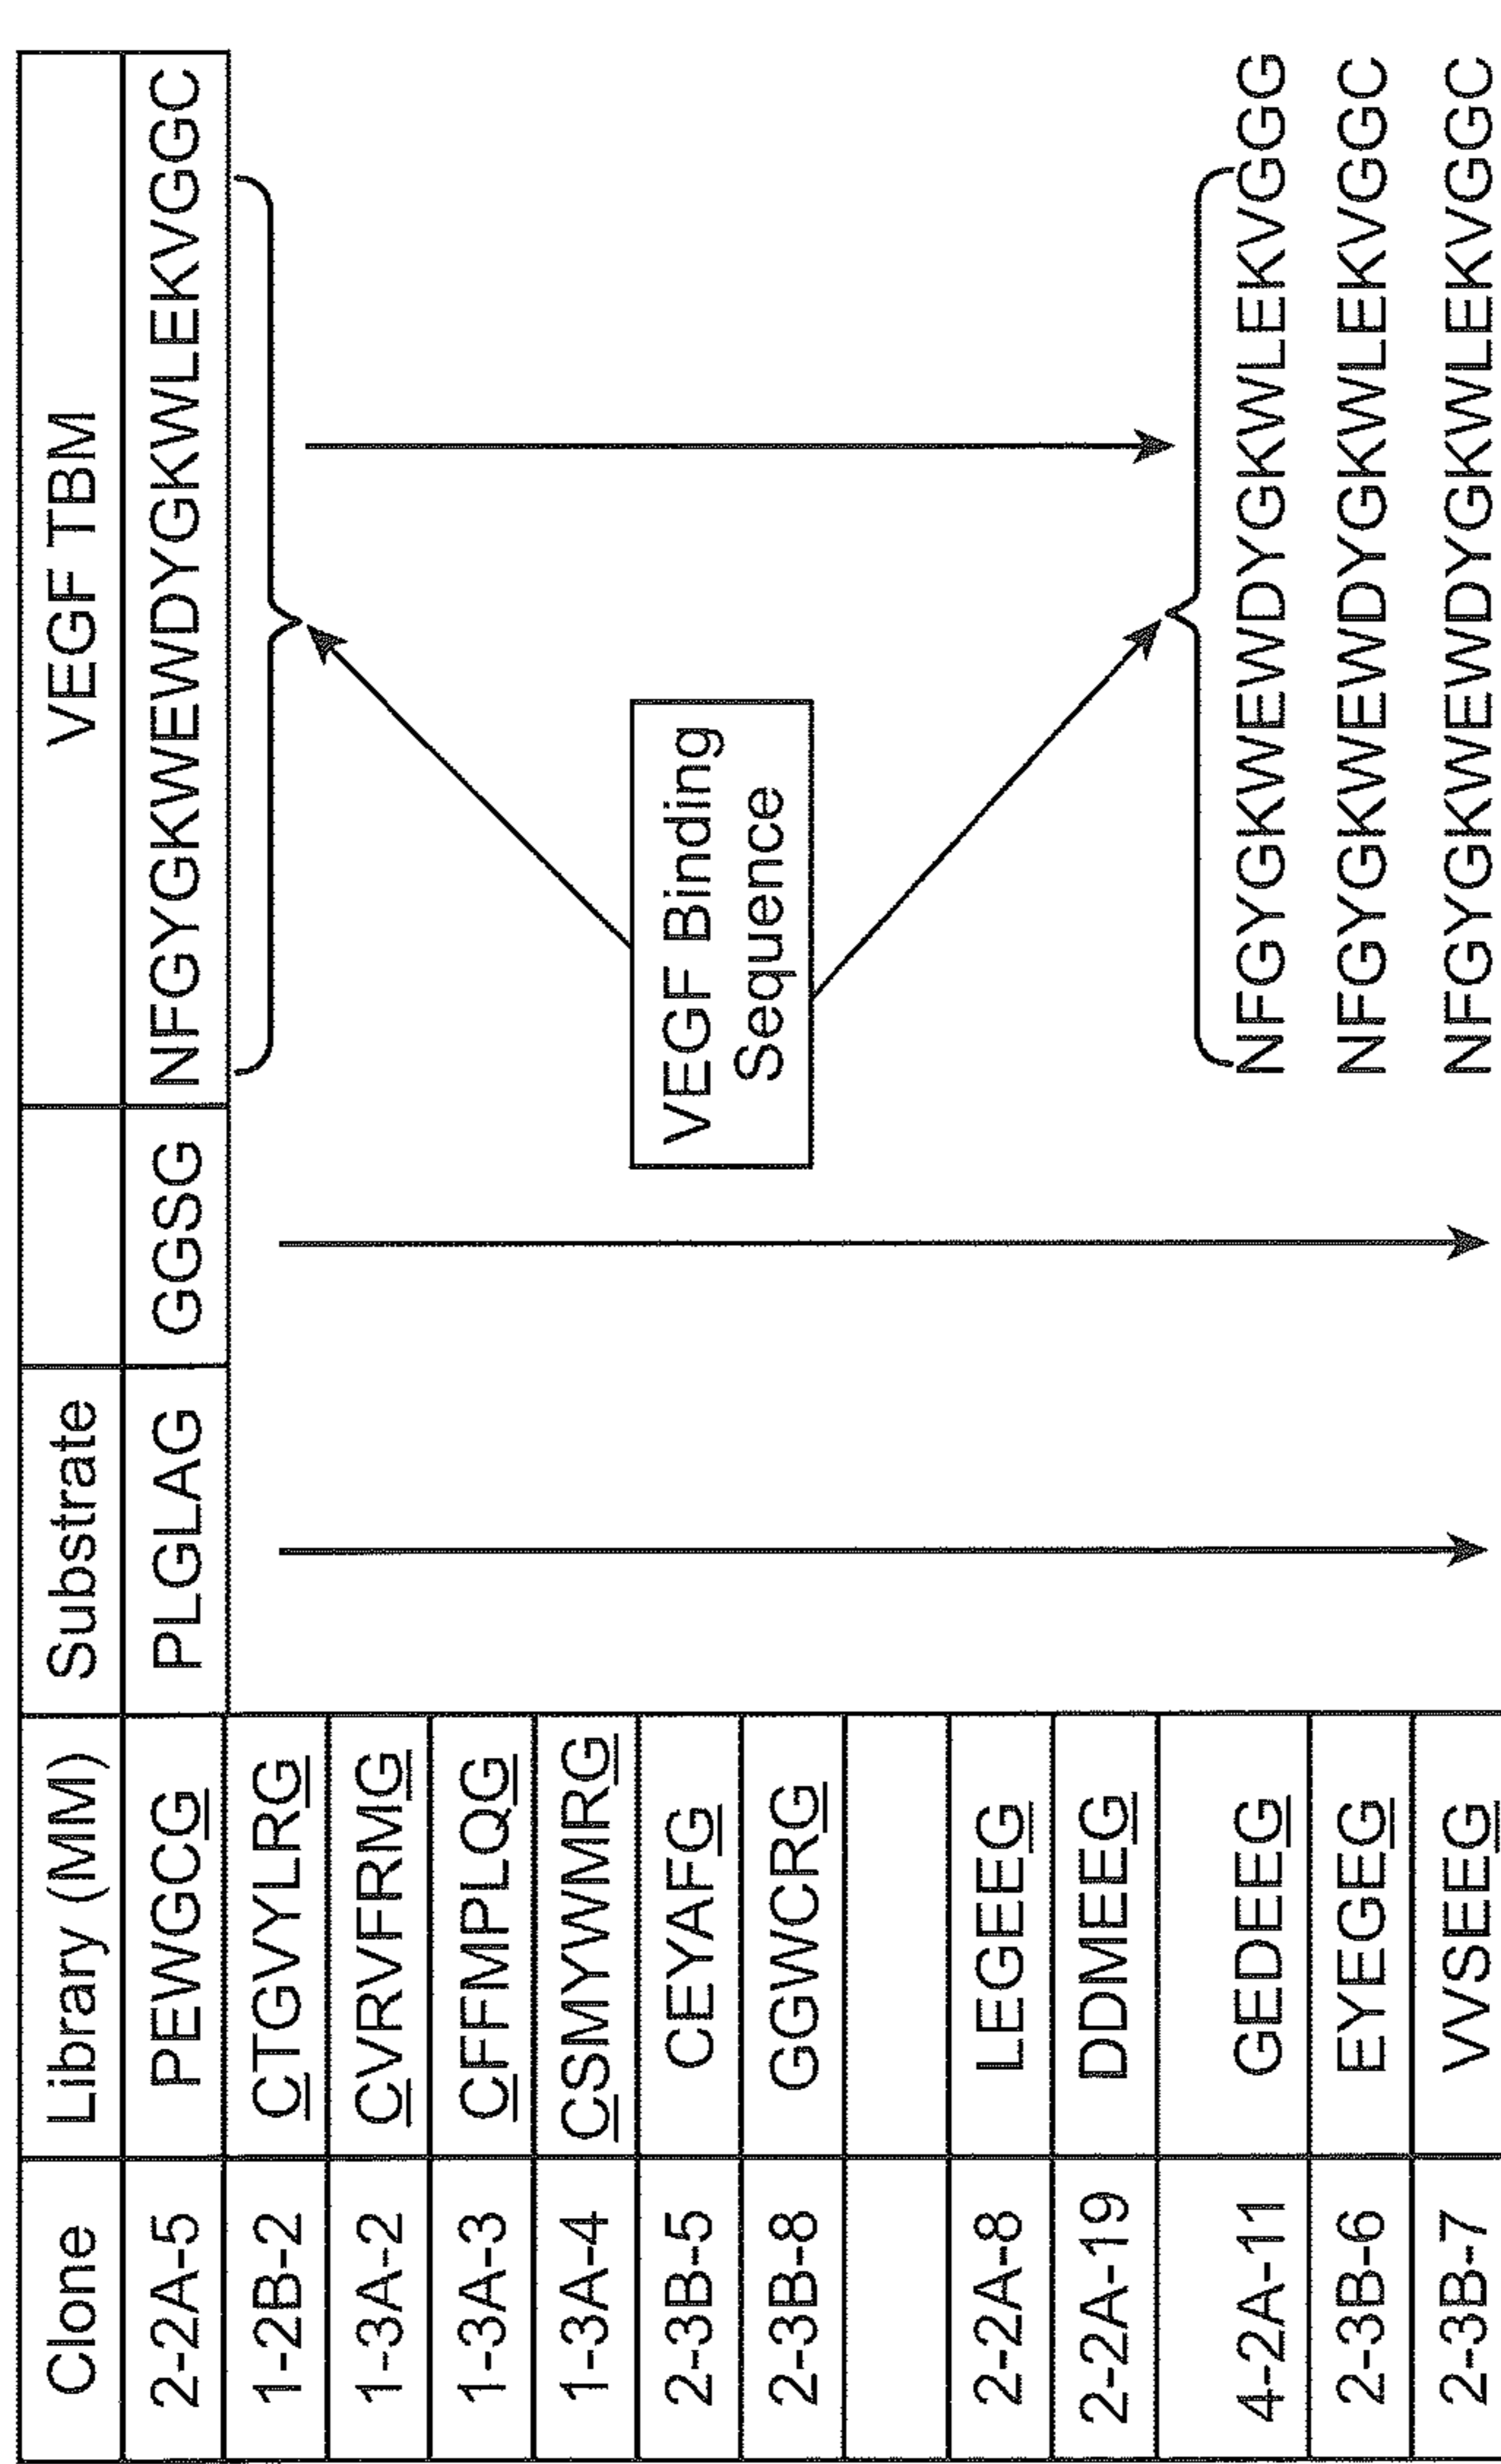 Clone Library (MM) Substrate VEGF TBM
2-2A-5 PEWGCG PLGLAG GGSG NFGYGKWEWDYGKWLEKVGGC
1-2B-2 CTGVYLRG
1-3A-2 CVRVFRMG
1-3A-3 CFFMPLQG
1-3A-4 CSMYWMRG
2-3B-5 CEYAFG
2-3B-8 GGWCRG
VEGF Binding
Sequence
2-2A-8 LEGEEG
2-2A-19 DDMEEG
4-2A-11 GEDEEG NFGYGKWEWDYGKWLEKVGGG
2-3B-6 EYEGEG NFGYGKWEWDYGKWLEKVGGC
2-3B-7 VVSEEG NFGYGKWEWDYGKWLEKVGGC